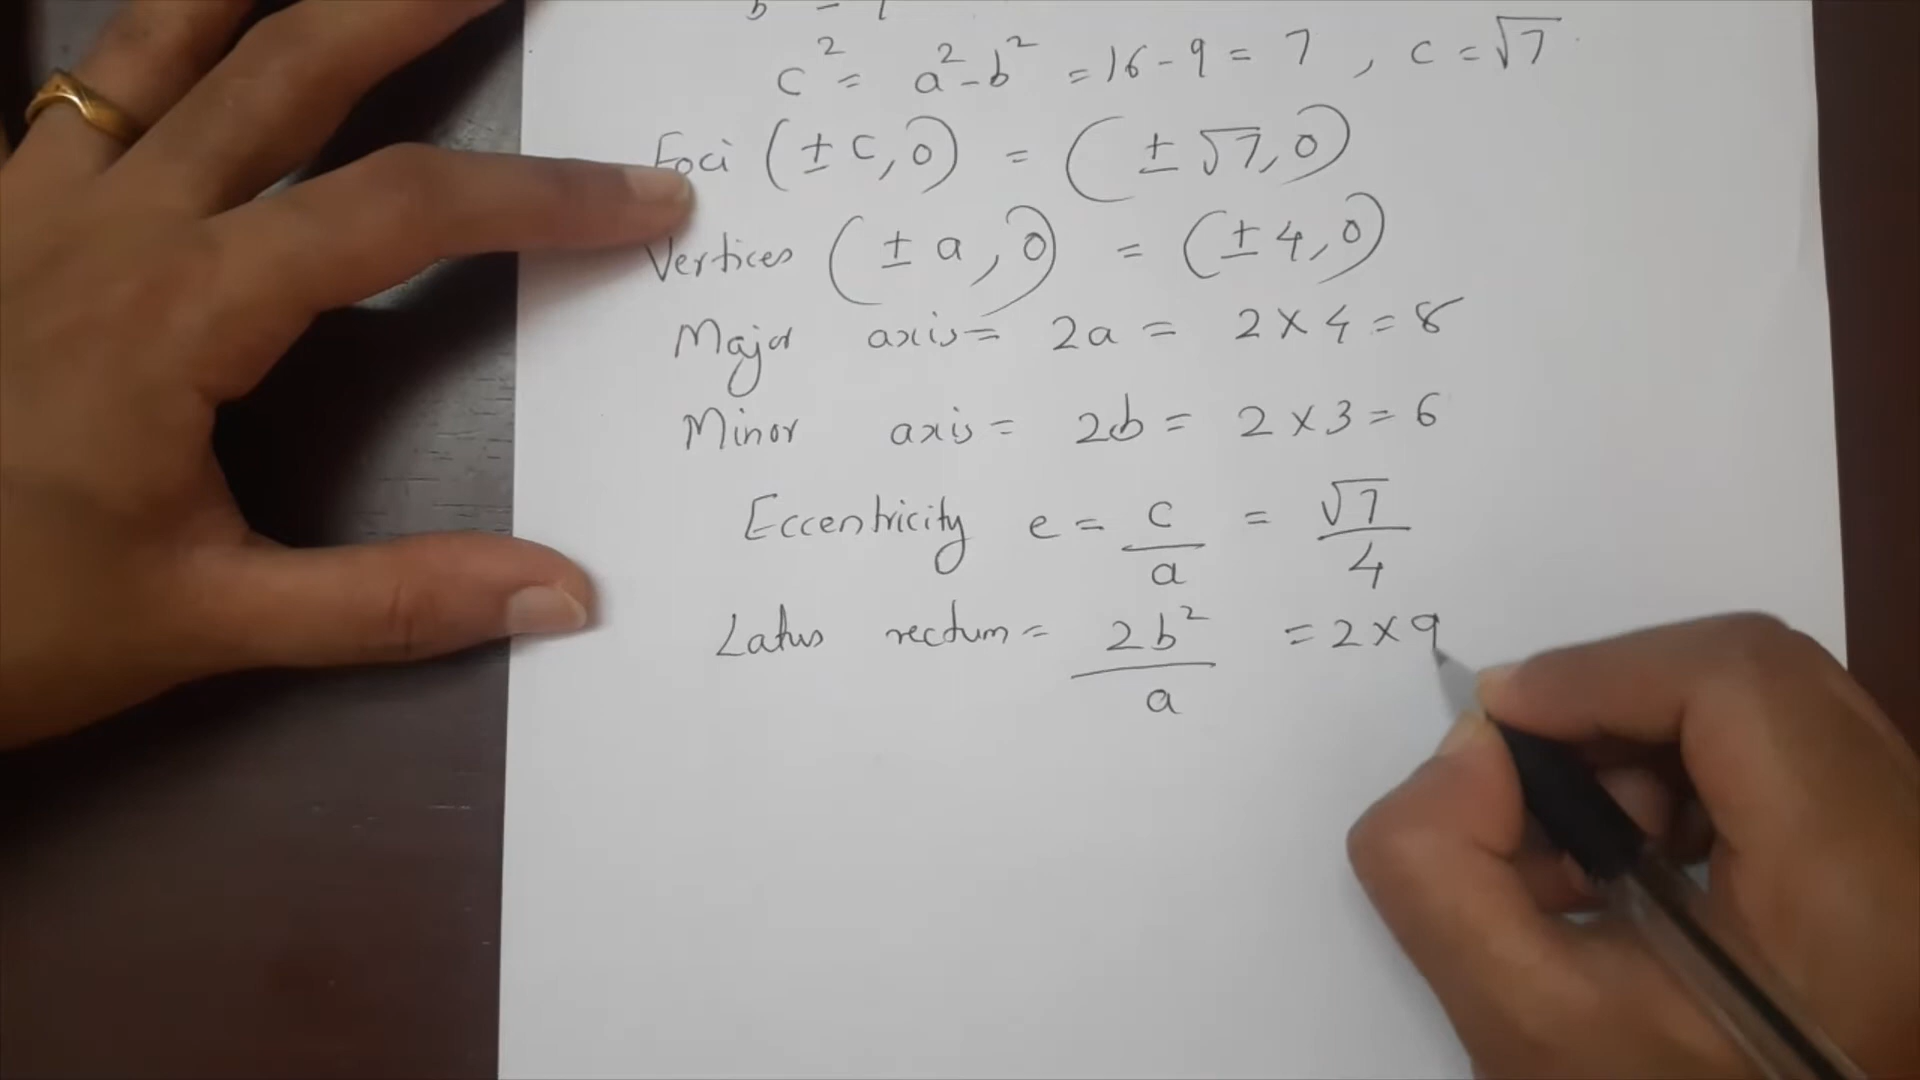 c² = a² - b² = 16 - 9 = 7 , c = √7
Foci (± c, 0) = (± √7, 0)
Vertices (± a, 0) = (± 4, 0)
Major axis = 2a = 2 × 4 = 8
Minor axis = 2b = 2 × 3 = 6
Eccentricity e = c/a = √7/4
Latus rectum = 2b²/a = 2 × 9